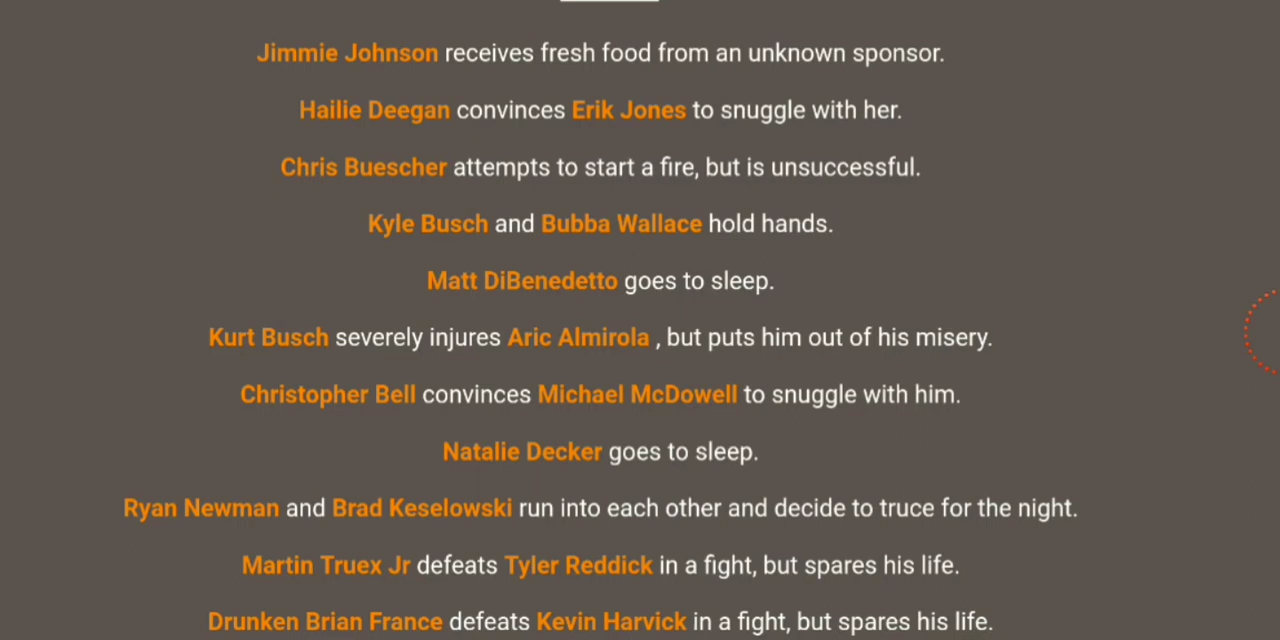 Jimmie Johnson receives fresh food from an unknown sponsor.
Hailie Deegan convinces Erik Jones to snuggle with her.
Chris Buescher attempts to start a fire, but is unsuccessful.
Kyle Busch and Bubba Wallace hold hands.
Matt DiBenedetto goes to sleep.
Kurt Busch severely injures Aric Almirola , but puts him out of his misery.
Christopher Bell convinces Michael McDowell to snuggle with him.
Natalie Decker goes to sleep.
Ryan Newman and Brad Keselowski run into each other and decide to truce for the night.
Martin Truex Jr defeats Tyler Reddick in a fight, but spares his life.
Drunken Brian France defeats Kevin Harvick in a fight, but spares his life.